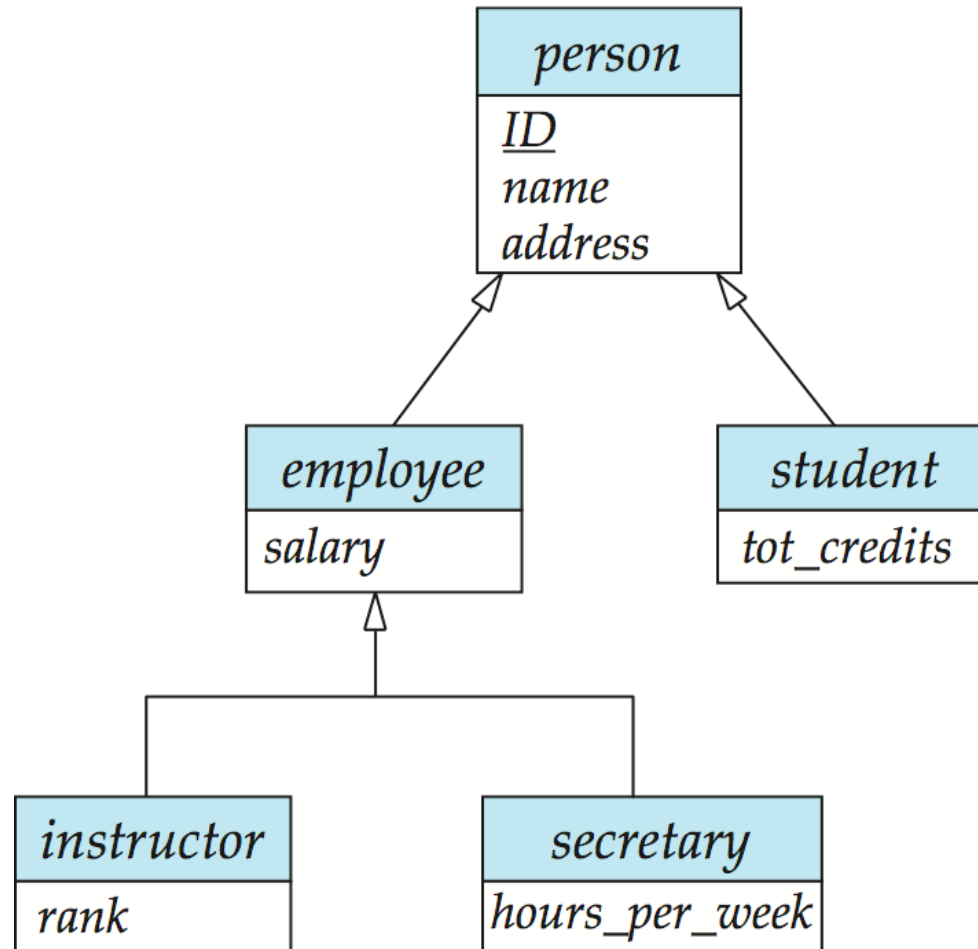 person
ID
name
address
employee
salary
student
tot_credits
instructor
rank
secretary
hours_per_week